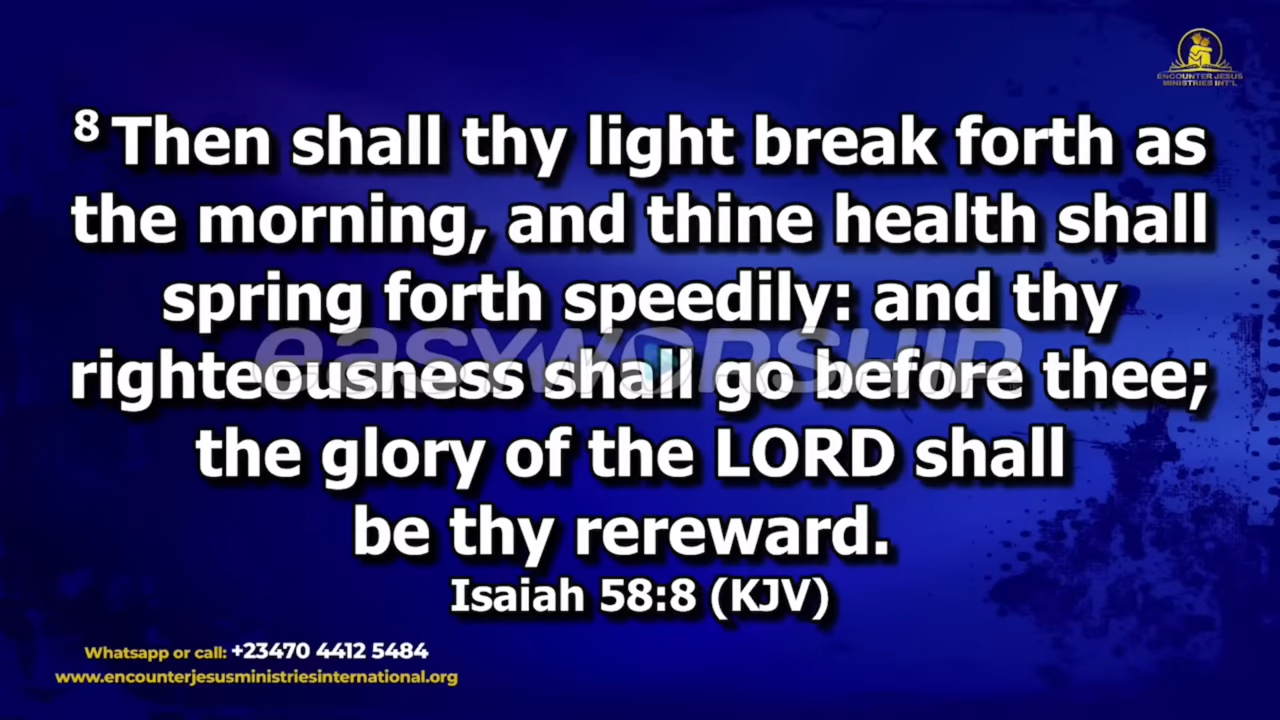 ENCOUNTER JESUS
MINISTRIES INT'L
8 Then shall thy light break forth as
the morning, and thine health shall
spring forth speedily: and thy
righteousness shall go before thee;
the glory of the LORD shall
be thy rereward.
Isaiah 58:8 (KJV)
easyworship
Whatsapp or call: +23470 4412 5484
www.encounterjesusministriesinternational.org